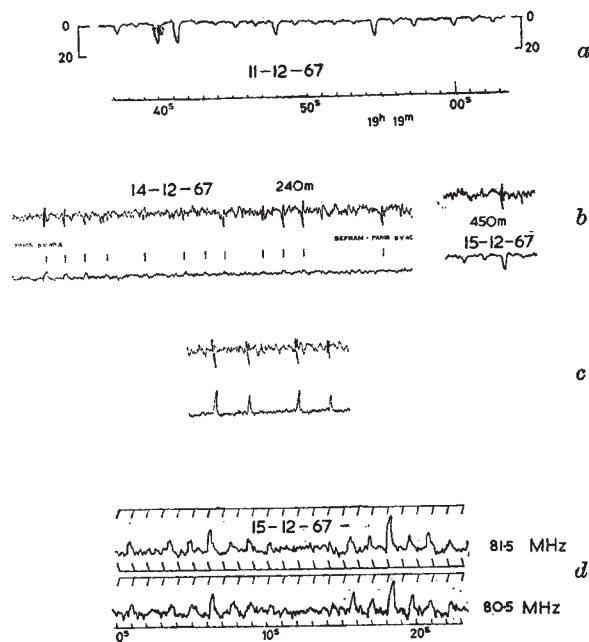 0 0
20 20
a
11-12-67
40ˢ 50ˢ 00ˢ
19ʰ 19ᵐ
14-12-67 240m
450m
b
15-12-67
c
15-12-67
81·5 MHz
d
80·5 MHz
0ˢ 10ˢ 20ˢ